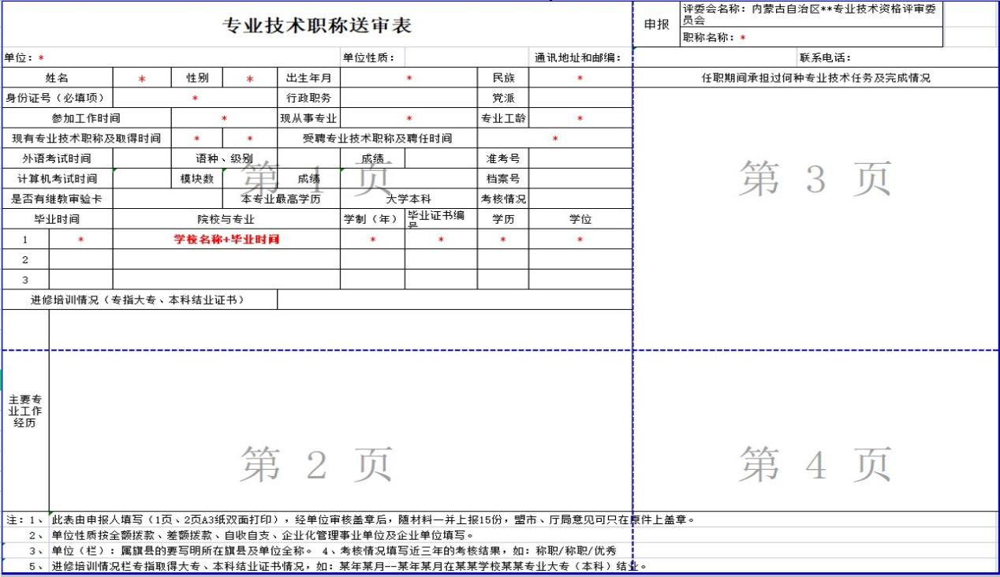 专业技术职称送审表
申报
评委会名称：内蒙古自治区**专业技术资格评审委
员会
职称名称：*
单位：* 单位性质： 通讯地址和邮编： 联系电话：
姓名 * 性别 * 出生年月 * 民族 * 任职期间承担过何种专业技术任务及完成情况
身份证号（必填项） * 行政职务 党派
参加工作时间 * 现从事专业 * 专业工龄 *
现有专业技术职称及取得时间 * * 受聘专业技术职称及聘任时间 *
外语考试时间 语种、级别 成绩 准考号
第 1 页 第 3 页
计算机考试时间 模块数 成绩 档案号
是否有继教审验卡 本专业最高学历 大学本科 考核情况
毕业时间 院校与专业 学制（年） 毕业证书编
号 学历 学位
1 * 学校名称+毕业时间 * * * *
2
3
进修培训情况（专指大专、本科结业证书）
主要专
业工作
经历
第 2 页 第 4 页
注：1、 此表由申报人填写（1页、2页A3纸双面打印），经单位审核盖章后，随材料一并上报15份，盟市、厅局意见可只在原件上盖章。
2、 单位性质按全额拨款、差额拨款、自收自支、企业化管理事业单位及企业单位填写。
3、 单位（栏）：属旗县的要写明所在旗县及单位全称。 4、考核情况填写近三年的考核结果，如：称职/称职/优秀
5、 进修培训情况栏专指取得大专、本科结业证书情况，如：某年某月--某年某月在某某学校某某专业大专（本科）结业。